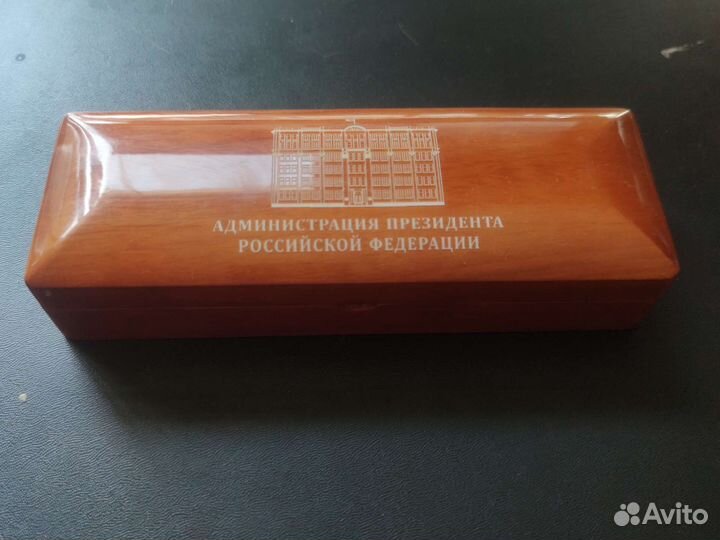 АДМИНИСТРАЦИЯ ПРЕЗИДЕНТА
РОССИЙСКОЙ ФЕДЕРАЦИИ
Avito